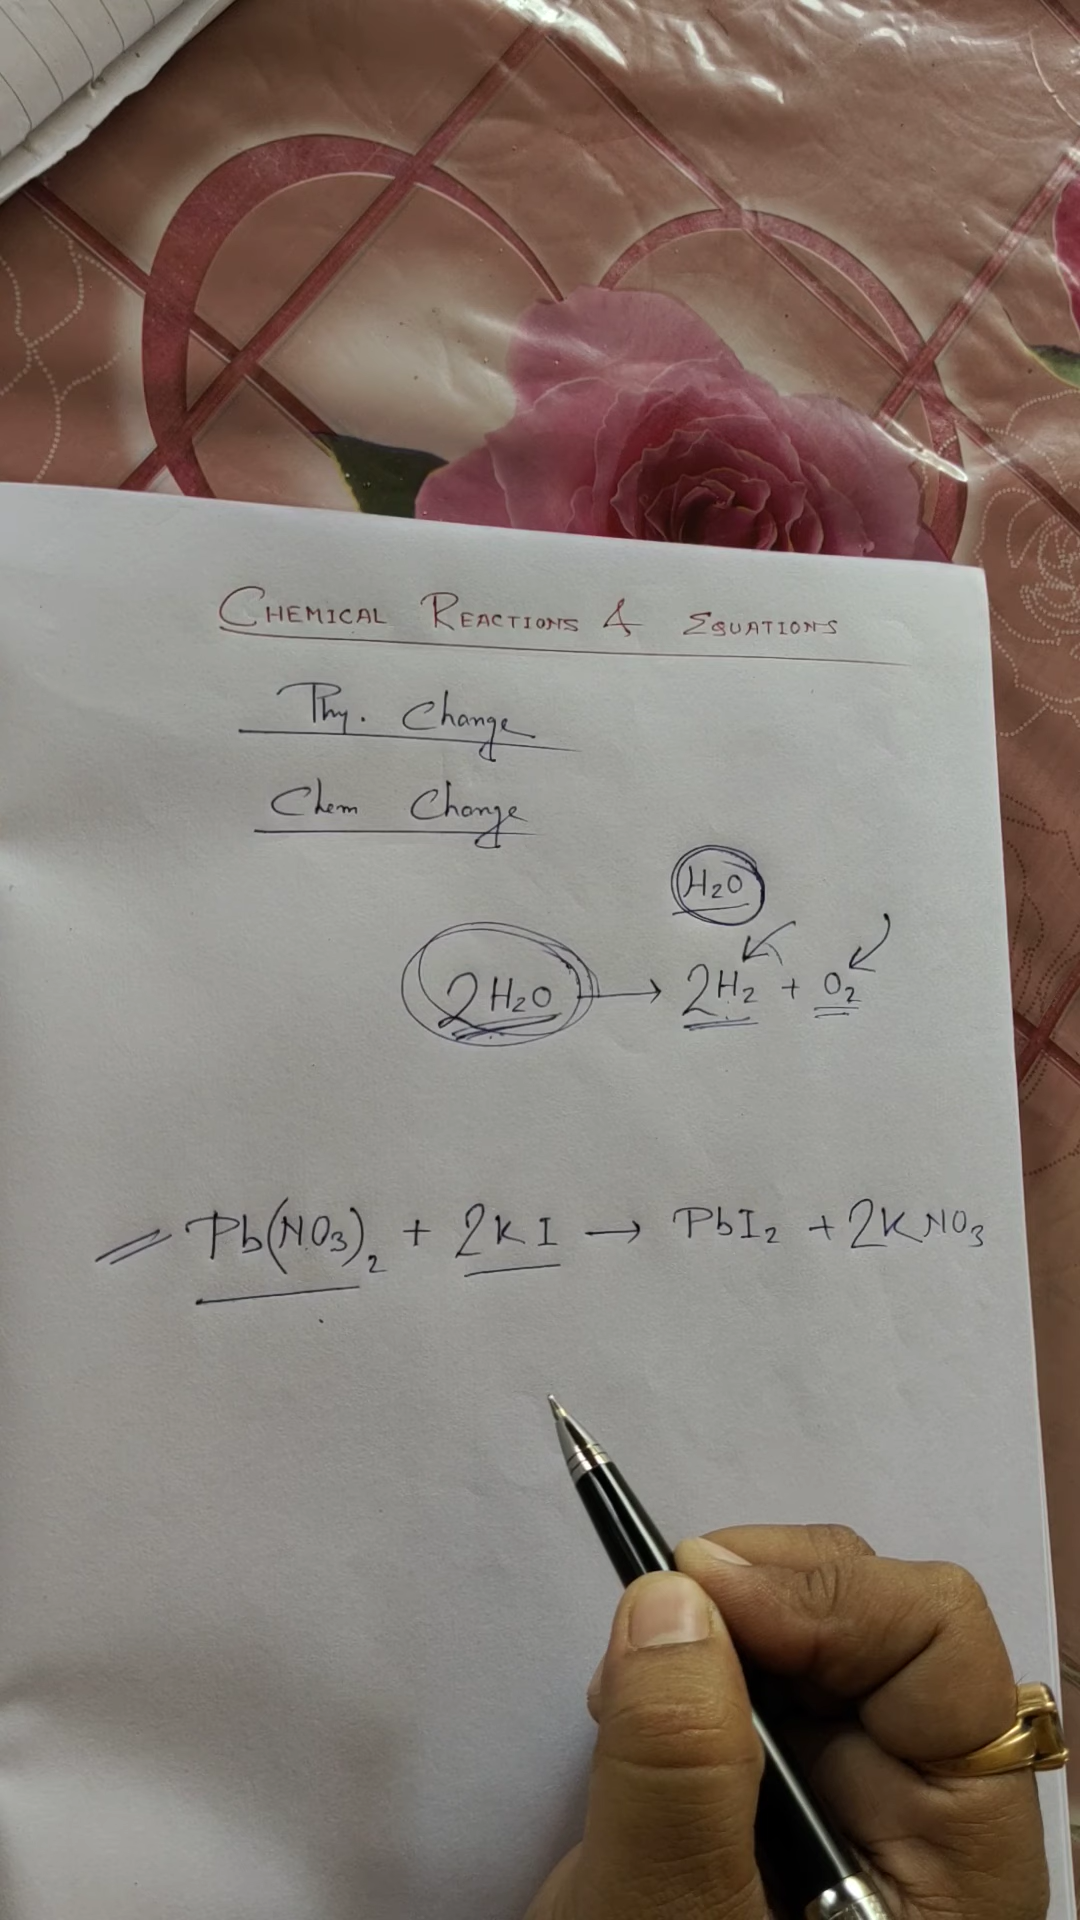 CHEMICAL REACTIONS & EQUATIONS
Phy. Change
Chem Change
H2O
2H2O → 2H2 + O2
Pb(NO3)2 + 2KI → PbI2 + 2KNO3